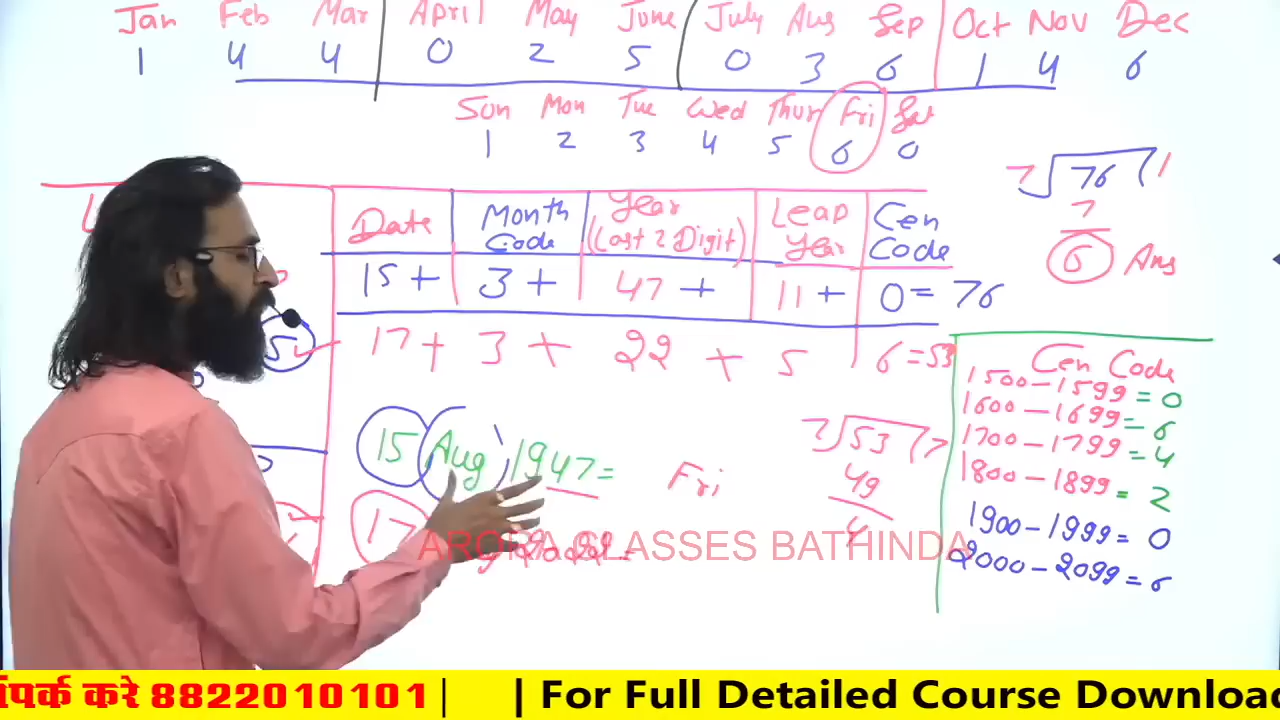 Jan Feb Mar April May June July Aug Sep Oct Nov Dec
1 4 4 0 2 5 0 3 6 1 4 6
Sun Mon Tue Wed Thur Fri Sat
1 2 3 4 5 6 0
7 76 1
7
6 Ans
Date Month Code Year (Last 2 Digit) Leap Year Cen Code
15 + 3 + 47 + 11 + 0 = 76
17 + 3 + 22 + 5 6 = 53
5
15 Aug 1947 = Fri
17 2022 =
7 53 7
49
4
Cen Code
1500 - 1599 = 0
1600 - 1699 = 6
1700 - 1799 = 4
1800 - 1899 = 2
1900 - 1999 = 0
2000 - 2099 = 6
ARORA CLASSES BATHINDA
संपर्क करे 8822010101 | | For Full Detailed Course Download